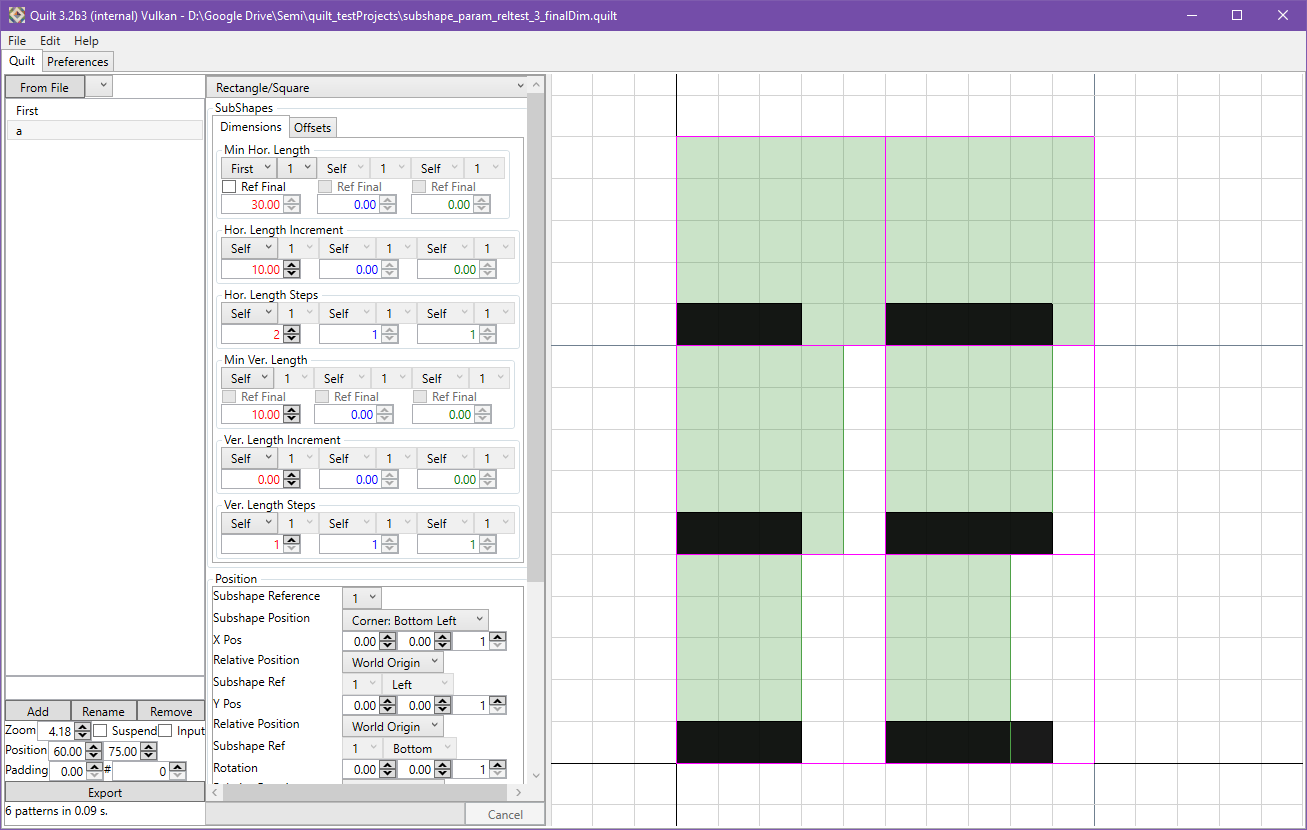 Quilt 3.2b3 (internal) Vulkan - D:\Google Drive\Semi\quilt_testProjects\subshape_param_reltest_3_finalDim.quilt
File Edit Help
Quilt Preferences
From File
First
a
Rectangle/Square
SubShapes
Dimensions Offsets
Min Hor. Length
First 1 Self 1 Self 1
Ref Final Ref Final Ref Final
30.00 0.00 0.00
Hor. Length Increment
Self 1 Self 1 Self 1
10.00 0.00 0.00
Hor. Length Steps
Self 1 Self 1 Self 1
2 1 1
Min Ver. Length
Self 1 Self 1 Self 1
Ref Final Ref Final Ref Final
10.00 0.00 0.00
Ver. Length Increment
Self 1 Self 1 Self 1
0.00 0.00 0.00
Ver. Length Steps
Self 1 Self 1 Self 1
1 1 1
Position
Subshape Reference 1
Subshape Position Corner: Bottom Left
X Pos 0.00 0.00 1
Relative Position World Origin
Subshape Ref 1 Left
Y Pos 0.00 0.00 1
Relative Position World Origin
Subshape Ref 1 Bottom
Rotation 0.00 0.00 1
Add Rename Remove
Zoom 4.18 Suspend Input
Position 60.00 75.00
Padding 0.00 # 0
Export
6 patterns in 0.09 s.
Cancel